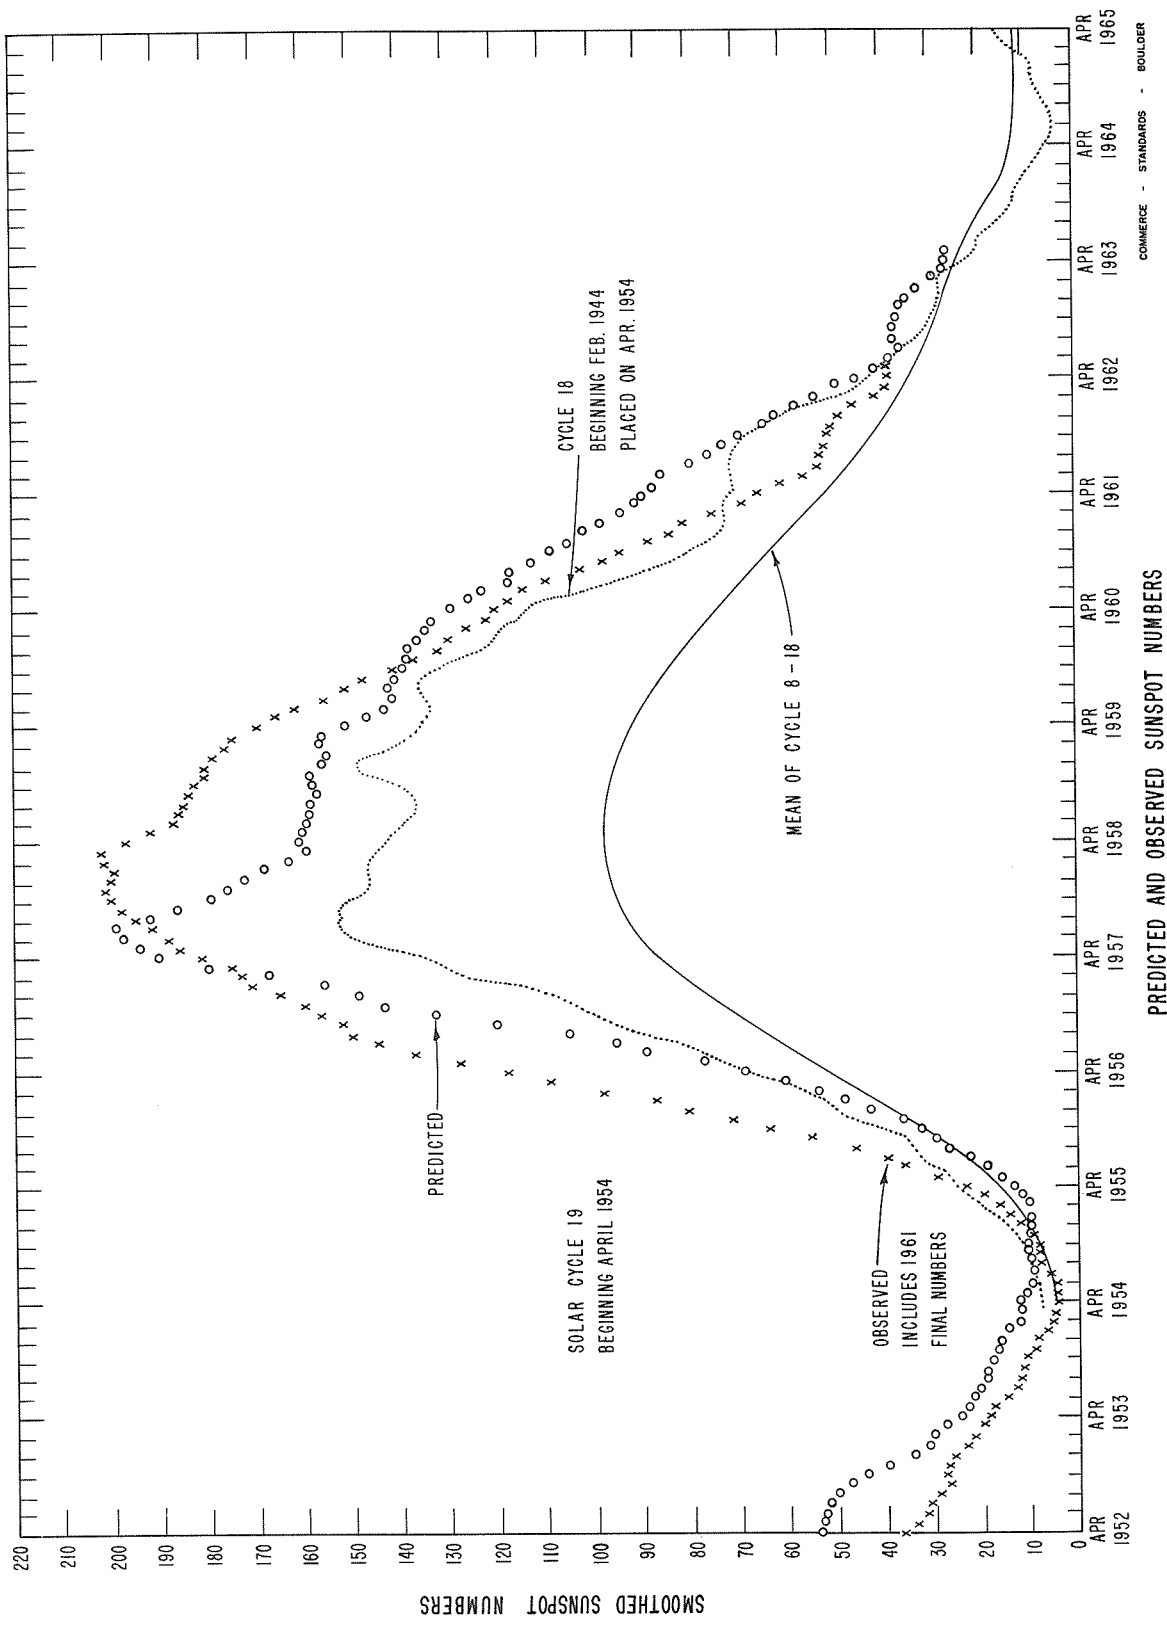 SMOOTHED SUNSPOT NUMBERS
220
210
200
190
180
170
160
150
140
130
120
110
100
90
80
70
60
50
40
30
20
10
0
SOLAR CYCLE 19
BEGINNING APRIL 1954
PREDICTED
OBSERVED
INCLUDES 1961
FINAL NUMBERS
CYCLE 18
BEGINNING FEB. 1944
PLACED ON APR. 1954
MEAN OF CYCLE 8-18
APR
1952
APR
1953
APR
1954
APR
1955
APR
1956
APR
1957
APR
1958
APR
1959
APR
1960
APR
1961
APR
1962
APR
1963
APR
1964
APR
1965
PREDICTED AND OBSERVED SUNSPOT NUMBERS
COMMERCE - STANDARDS - BOULDER